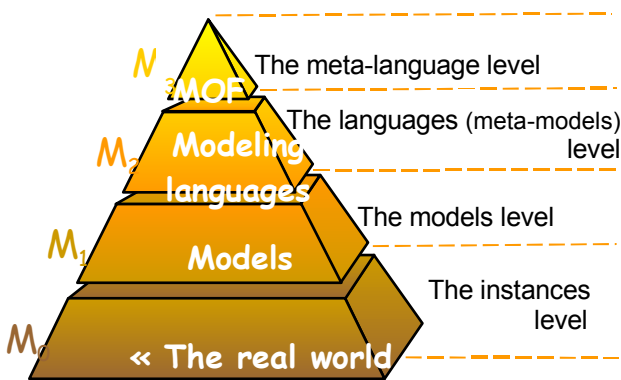 M3
The meta-language level
MOF
The languages (meta-models)
level
M2
Modeling
languages
The models level
M1
Models
The instances
level
M0
« The real world